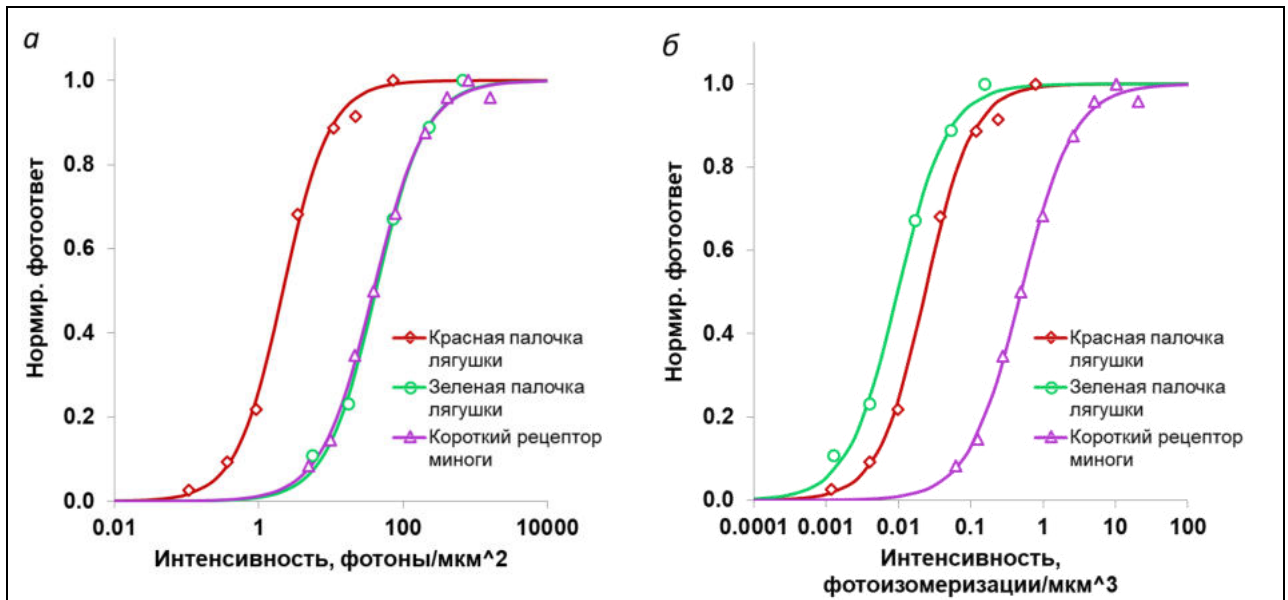 а
1.0
0.8
0.6
0.4
0.2
0.0
Нормир. фотоответ
Красная палочка
лягушки
Зеленая палочка
лягушки
Короткий рецептор
миноги
0.01
1
100
10000
Интенсивность, фотоны/мкм^2
б
1.0
0.8
0.6
0.4
0.2
0.0
Нормир. фотоответ
Красная палочка
лягушки
Зеленая палочка
лягушки
Короткий рецептор
миноги
0.0001
0.001
0.01
0.1
1
10
100
Интенсивность,
фотоизомеризации/мкм^3